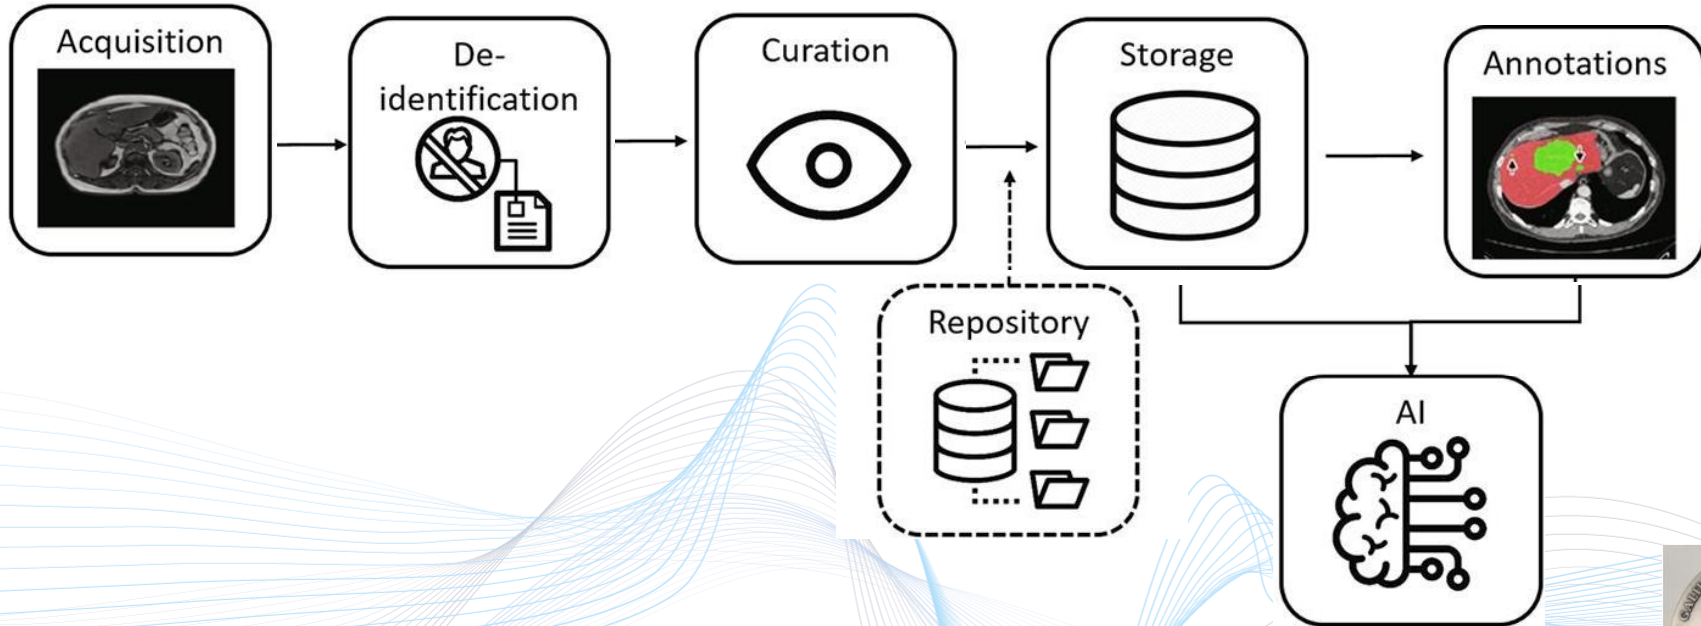 Acquisition
De-
identification
Curation
Storage
Annotations
Repository
AI